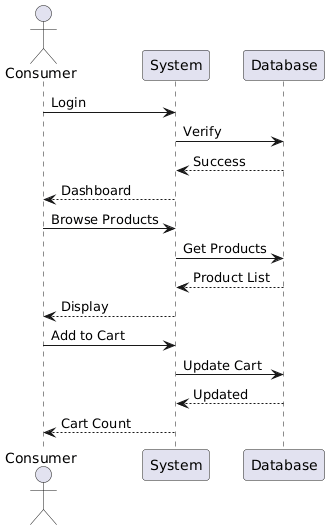 Consumer
System
Database
Login
Verify
Success
Dashboard
Browse Products
Get Products
Product List
Display
Add to Cart
Update Cart
Updated
Cart Count
Consumer
System
Database